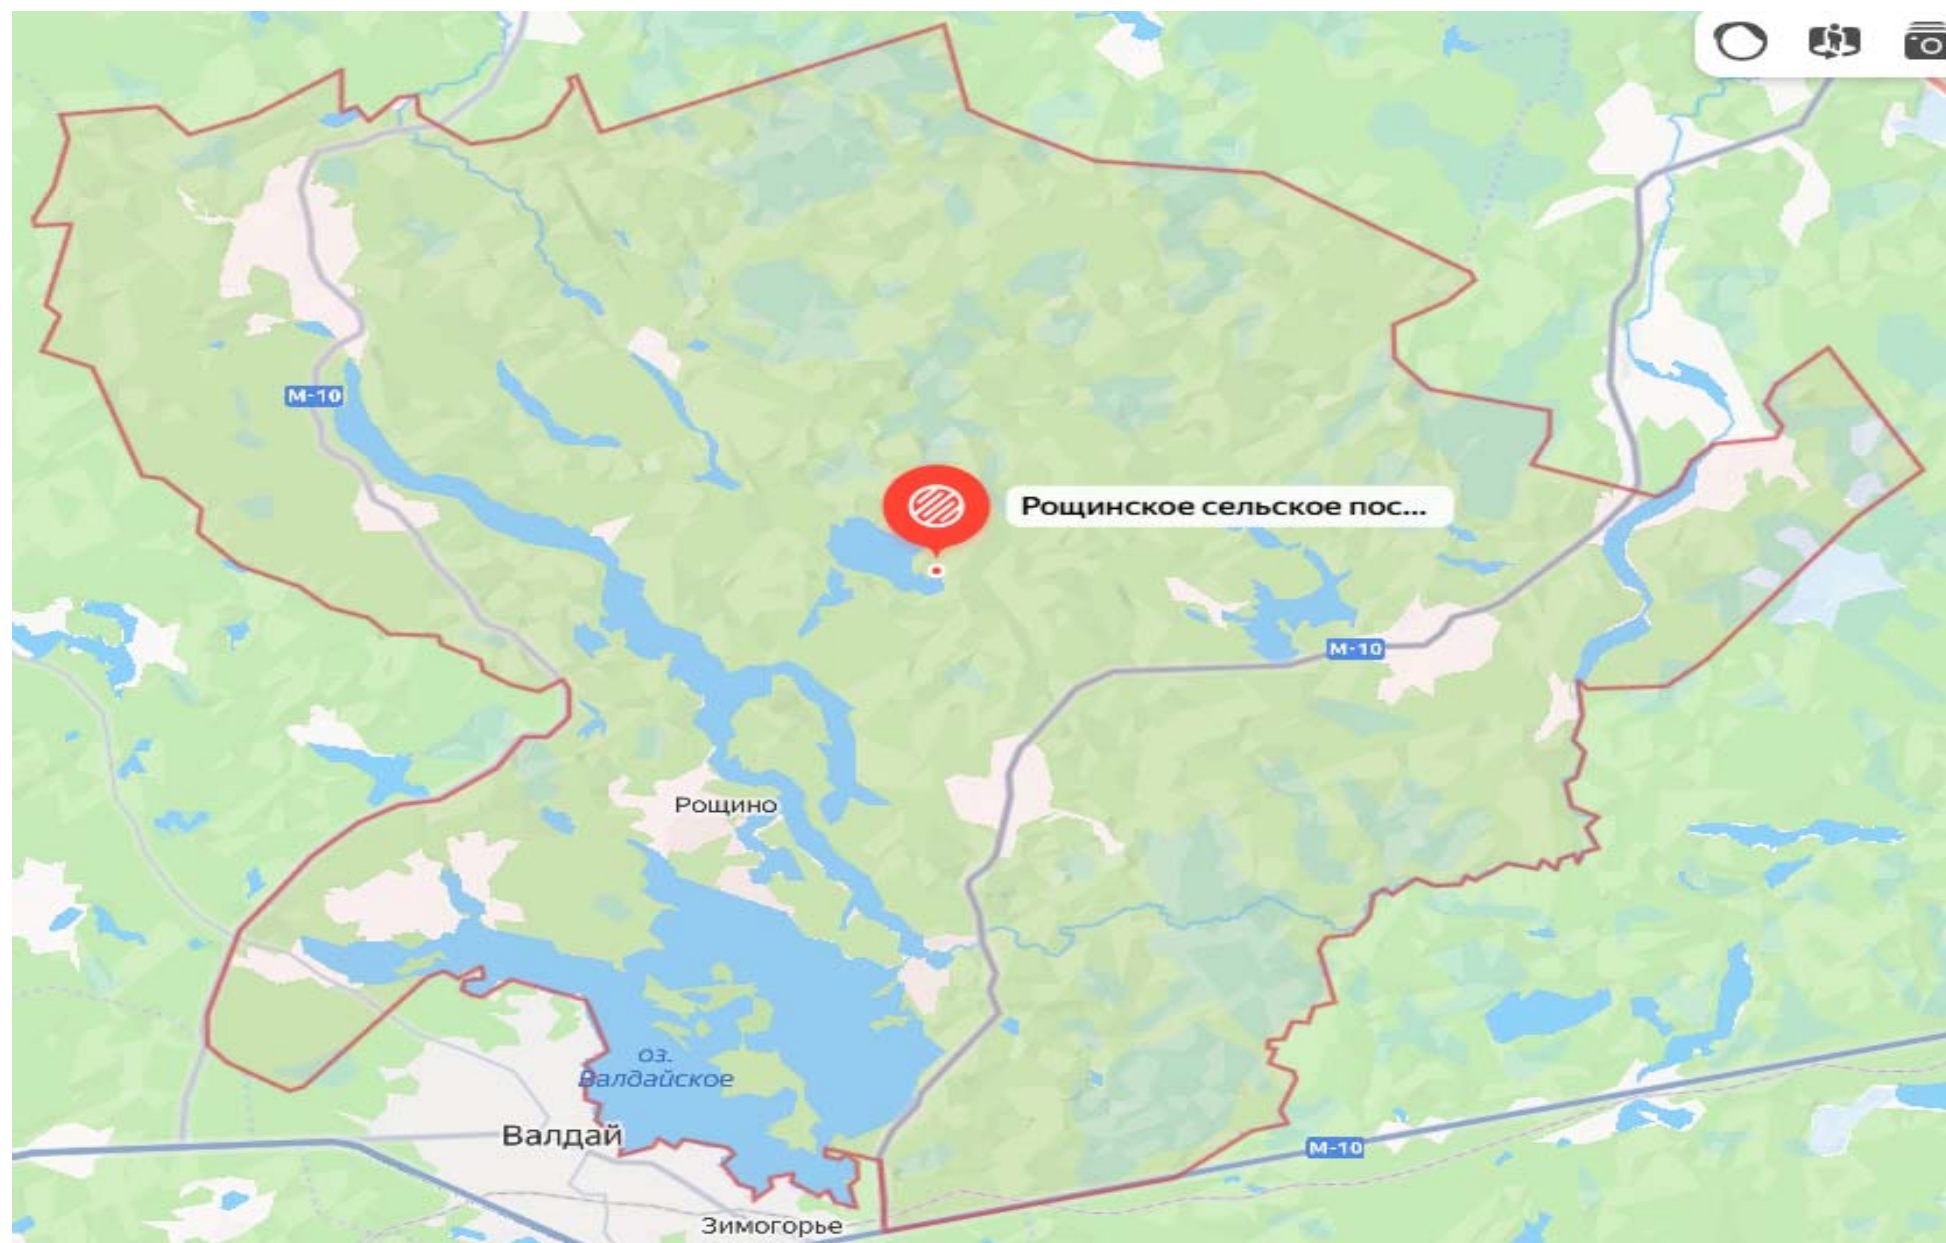 М-10
Рощинское сельское пос...
М-10
Рощино
оз.
Валдайское
Валдай
М-10
Зимогорье